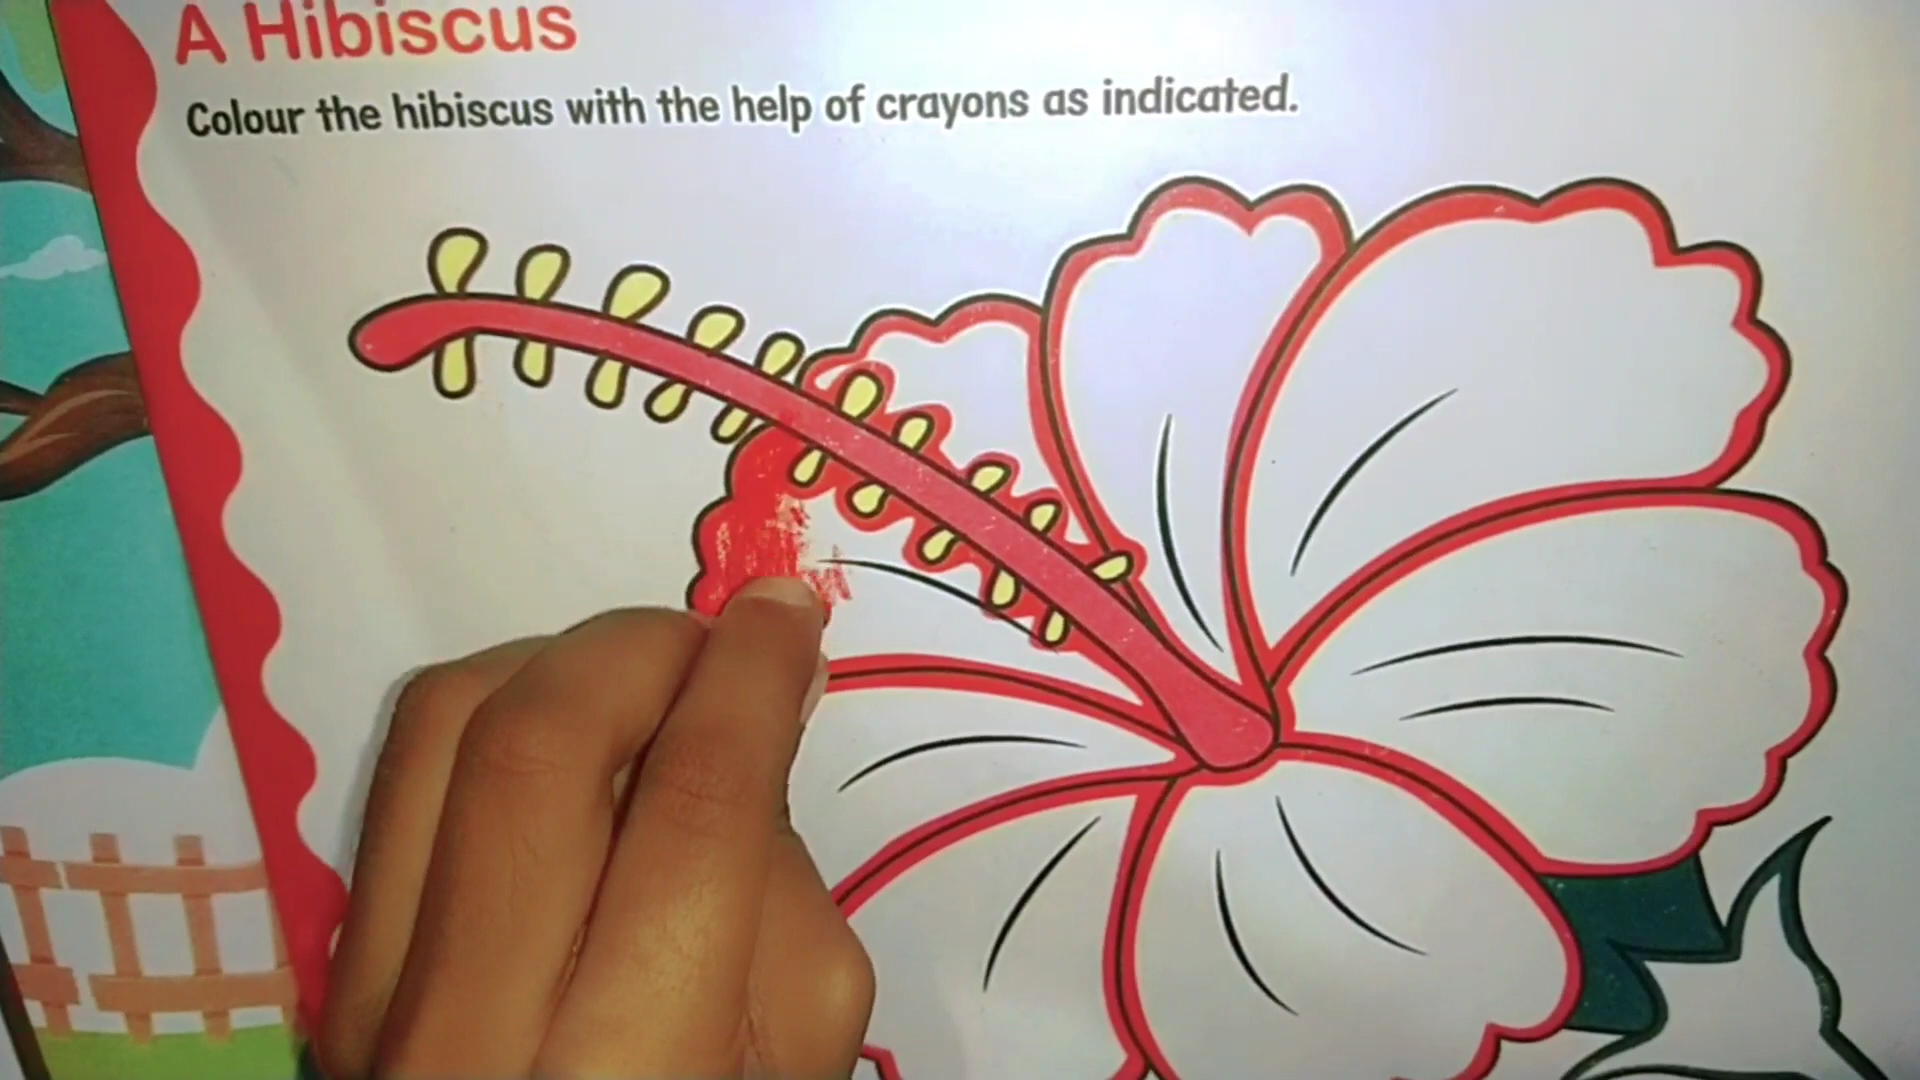 A Hibiscus
Colour the hibiscus with the help of crayons as indicated.